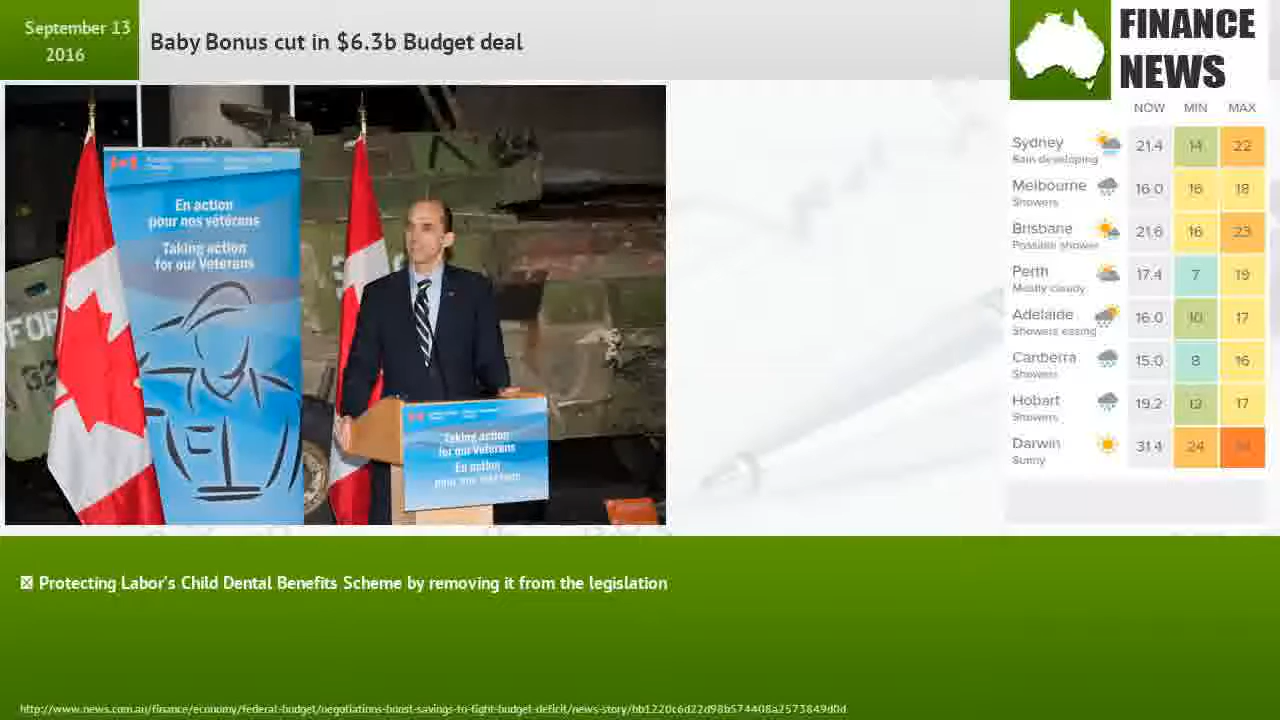 September 13
2016
Baby Bonus cut in $6.3b Budget deal
FINANCE
NEWS
NOW MIN MAX
Sydney 21.4 14 22
Rain developing
Melbourne 16.0 16 18
Showers
Brisbane 21.6 16 23
Possible shower
Perth 17.4 7 19
Mostly cloudy
Adelaide 16.0 10 17
Showers easing
Canberra 15.0 8 16
Showers
Hobart 19.2 13 17
Showers
Darwin 31.4 24
Sunny
En action
pour nos vétérans
Taking action
for our Veterans
FOR
Taking action
for our Veterans
En action
pour nos vétérans
Protecting Labor's Child Dental Benefits Scheme by removing it from the legislation
http://www.news.com.au/finance/economy/federal-budget/negotiations-boost-savings-to-fight-budget-deficit/news-story/bb1220c6d22d98b574408a2573849d0d